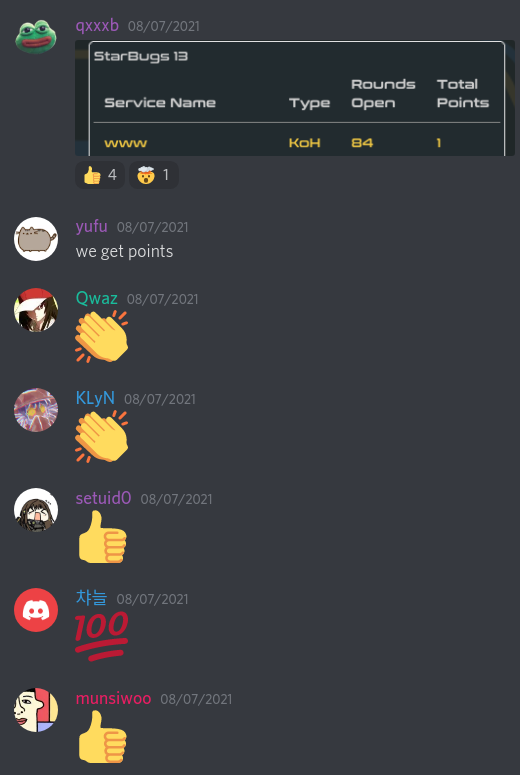 qxxxb 08/07/2021
StarBugs 13
Service Name Type Rounds Open Total Points
www KoH 84 1
👍 4 🤯 1
yufu 08/07/2021
we get points
Qwaz 08/07/2021
👏
KLyN 08/07/2021
👏
setuid0 08/07/2021
👍
챠늘 08/07/2021
💯
munsiwoo 08/07/2021
👍